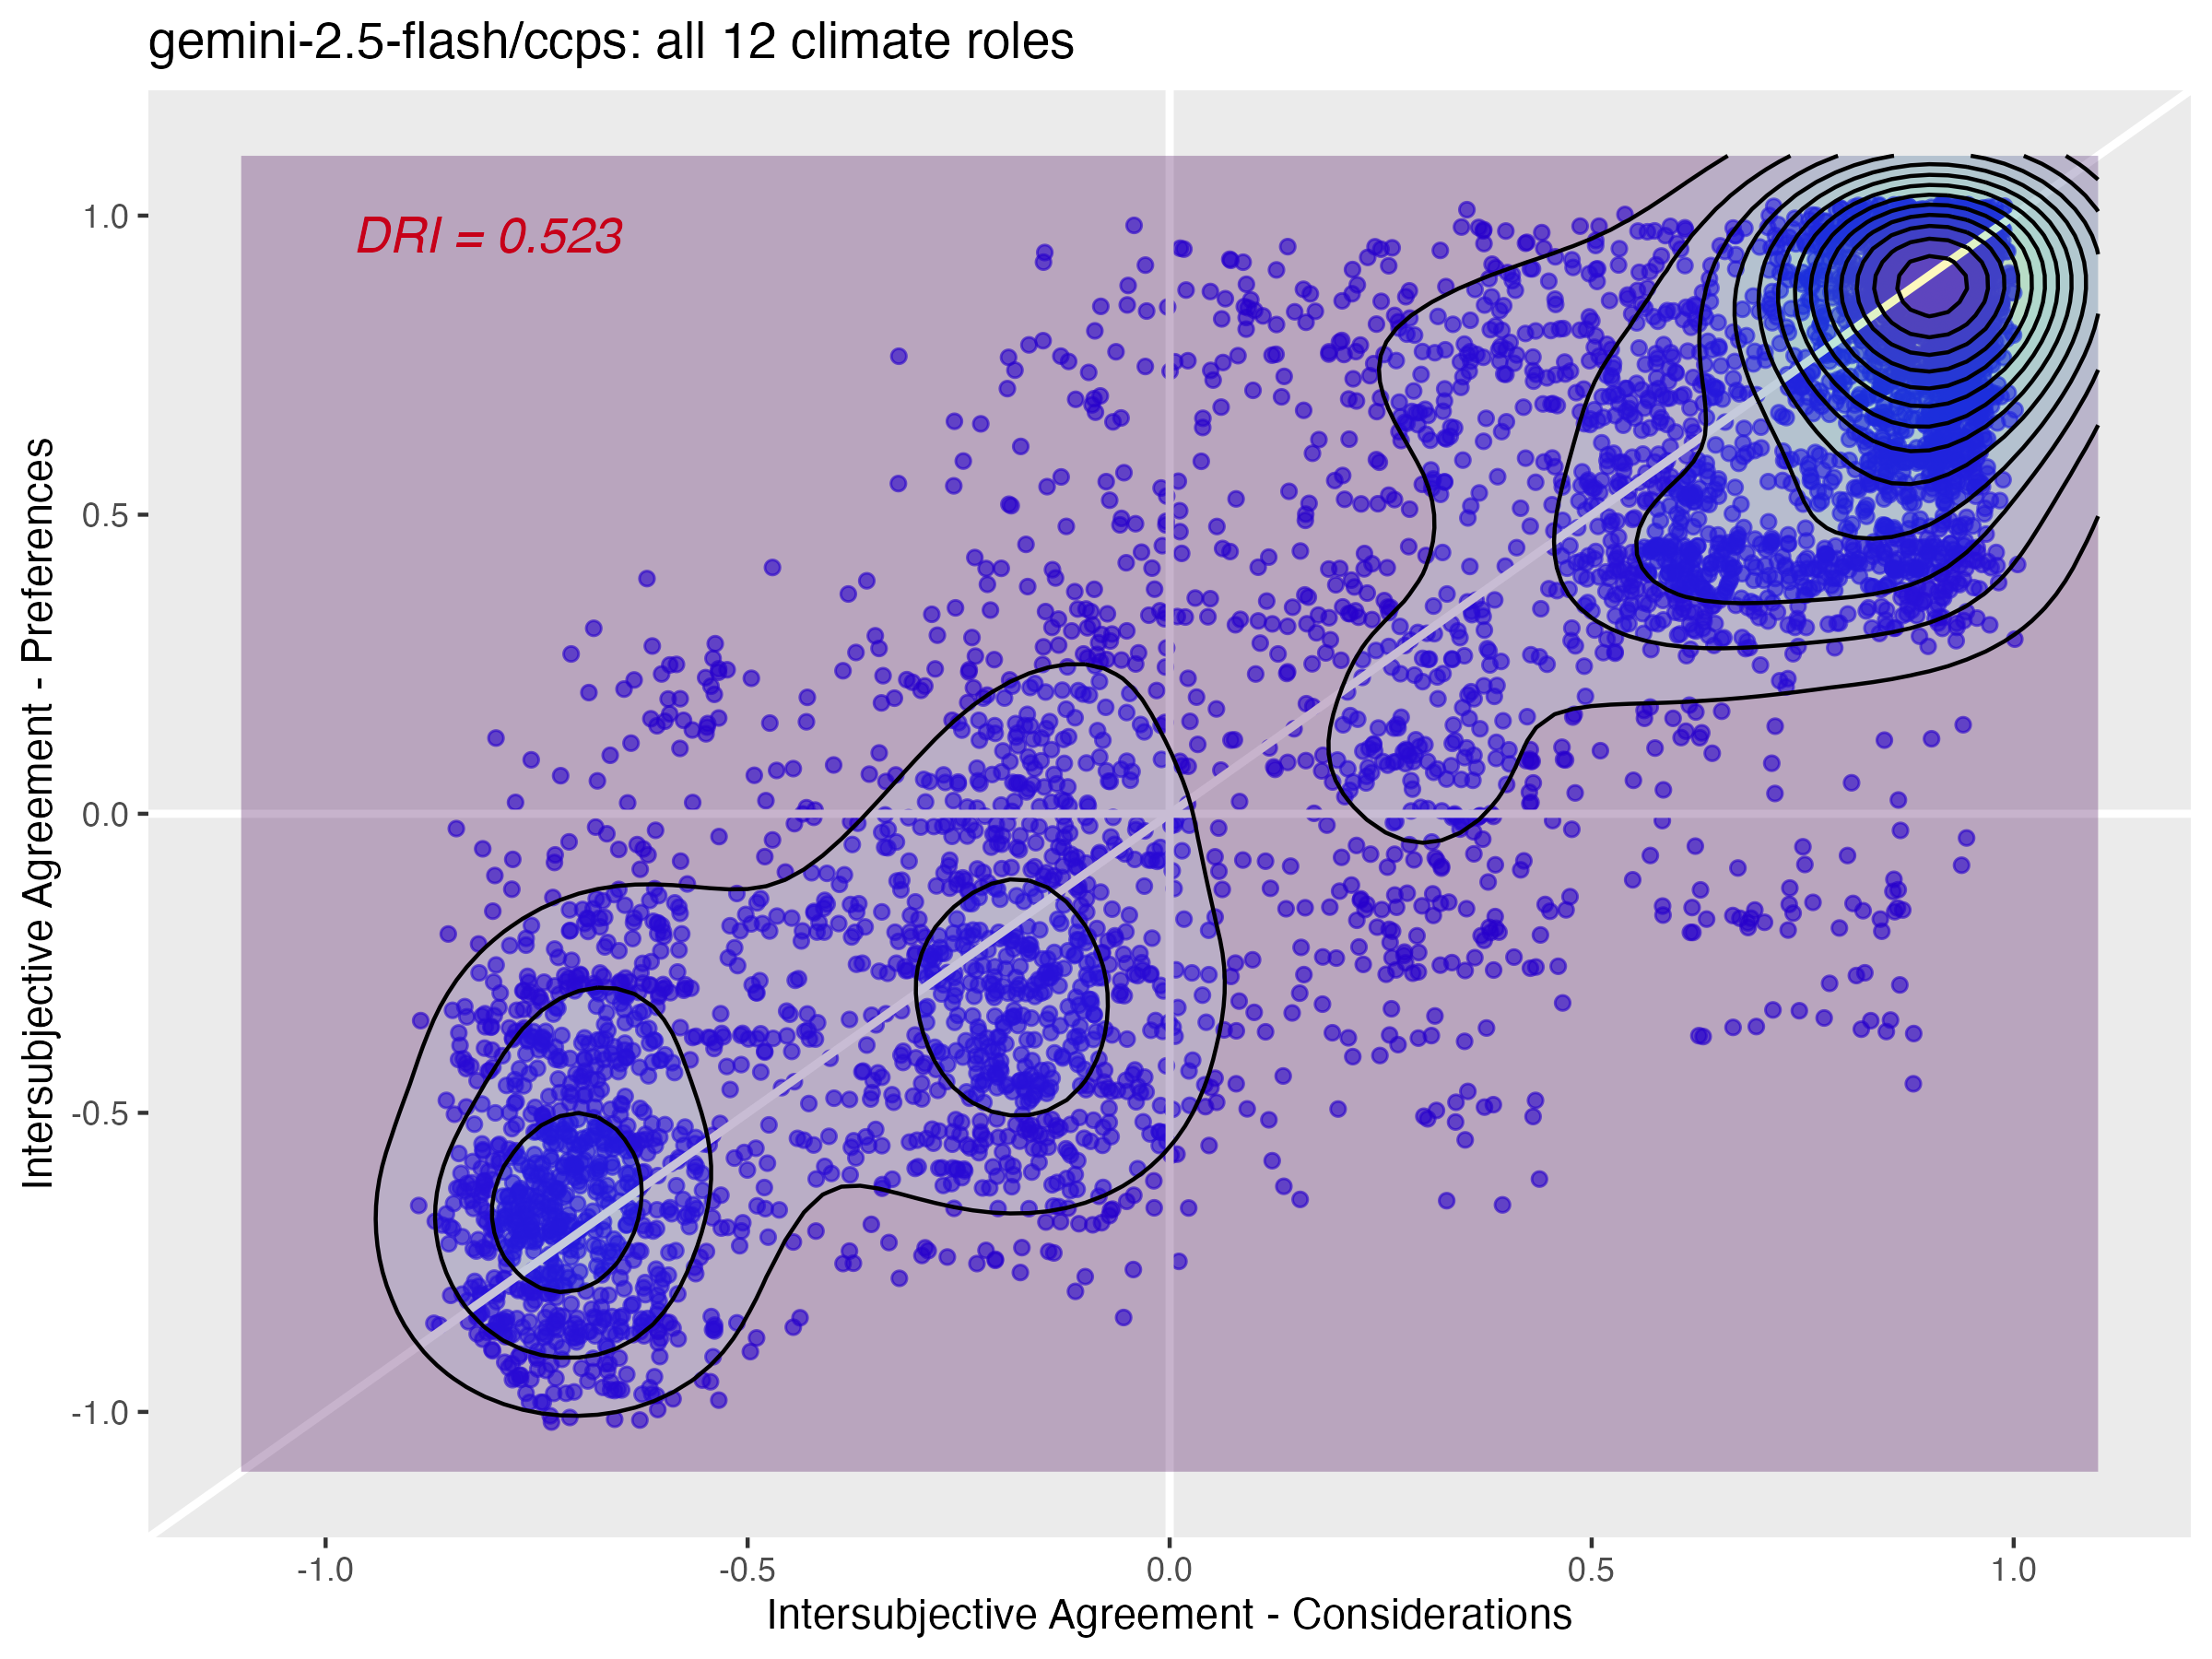 gemini-2.5-flash/ccps: all 12 climate roles
DRI = 0.523
Intersubjective Agreement - Preferences
1.0
0.5
0.0
-0.5
-1.0
-1.0
-0.5
0.0
0.5
1.0
Intersubjective Agreement - Considerations